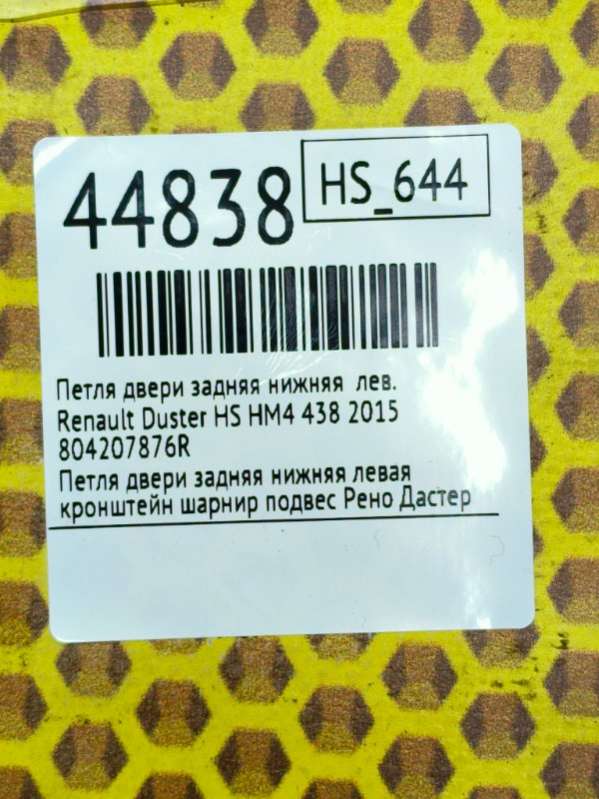 44838
HS_644
Петля двери задняя нижняя лев.
Renault Duster HS HM4 438 2015
804207876R
Петля двери задняя нижняя левая
кронштейн шарнир подвес Рено Дастер